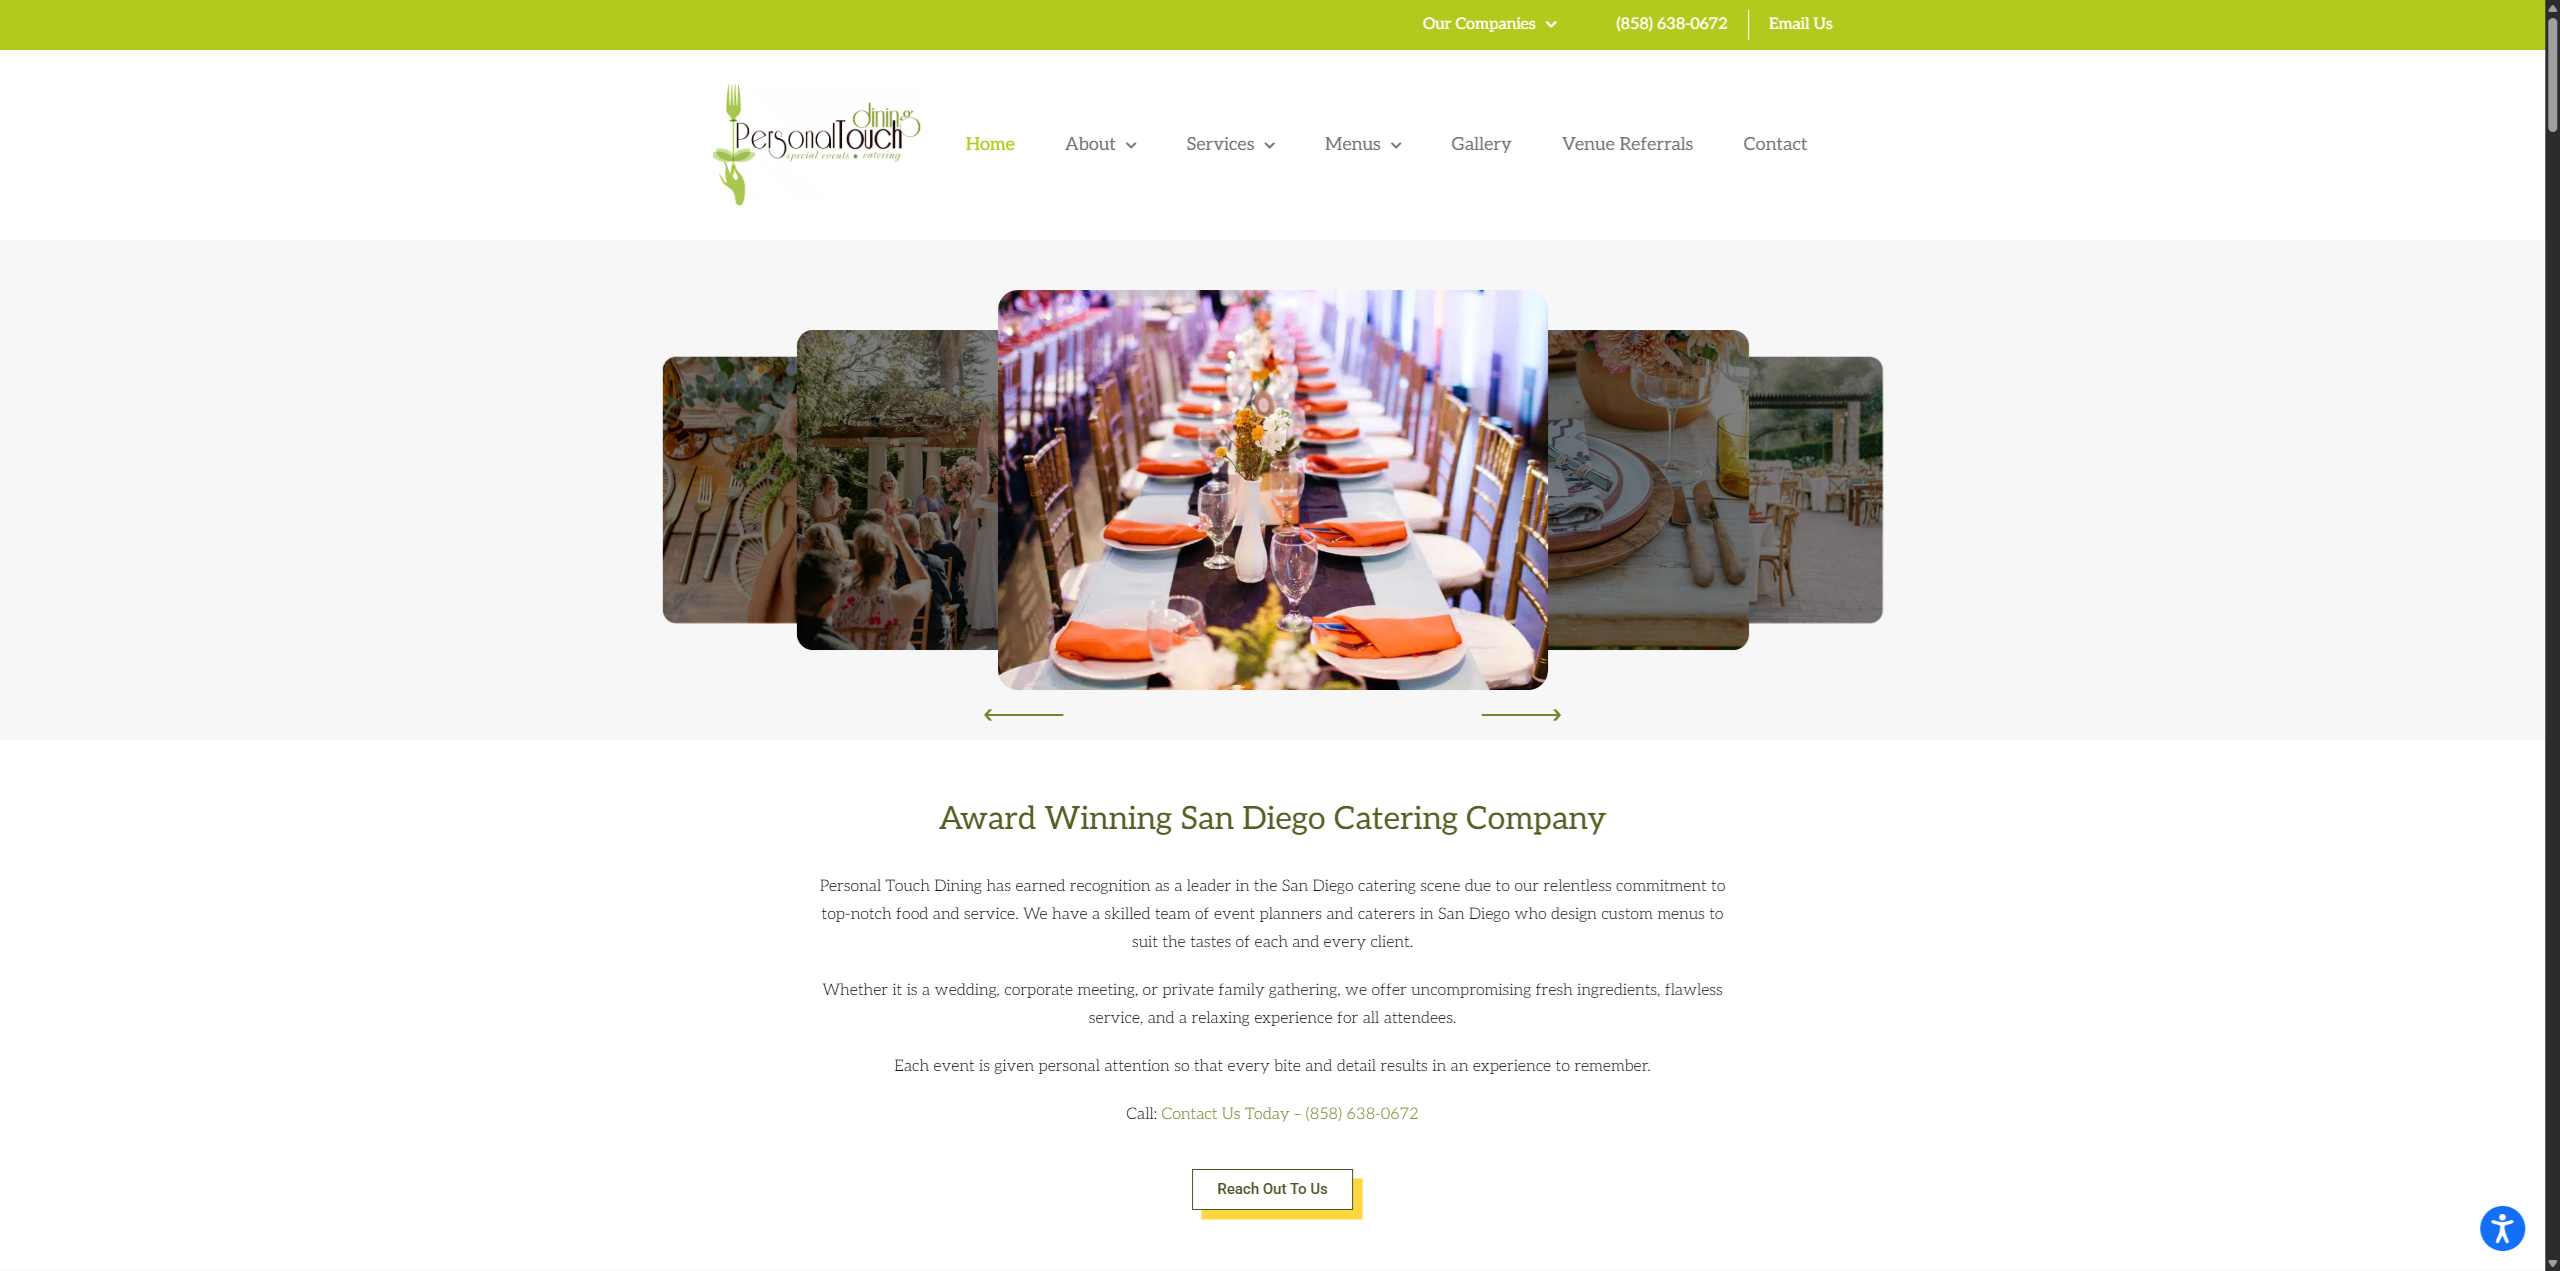 Our Companies
(858) 638-0672
Email Us
dining
PersonalTouch
special events • catering
Home
About
Services
Menus
Gallery
Venue Referrals
Contact
Award Winning San Diego Catering Company
Personal Touch Dining has earned recognition as a leader in the San Diego catering scene due to our relentless commitment to
top-notch food and service. We have a skilled team of event planners and caterers in San Diego who design custom menus to
suit the tastes of each and every client.
Whether it is a wedding, corporate meeting, or private family gathering, we offer uncompromising fresh ingredients, flawless
service, and a relaxing experience for all attendees.
Each event is given personal attention so that every bite and detail results in an experience to remember.
Call: Contact Us Today – (858) 638-0672
Reach Out To Us